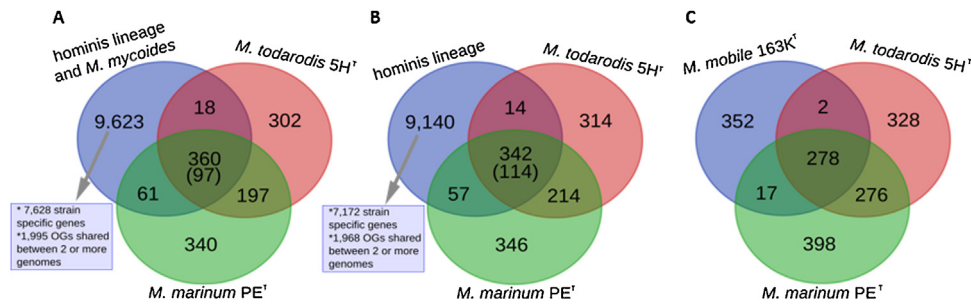 A
hominis lineage
and M. mycoides
M. todarodis 5Hᵀ
18
9.623
302
360
(97)
61
197
340
* 7,628 strain
specific genes
*1,995 OGs shared
between 2 or more
genomes
M. marinum PEᵀ
B
hominis lineage
M. todarodis 5Hᵀ
14
9,140
314
342
(114)
57
214
346
*7,172 strain
specific genes
*1,968 OGs shared
between 2 or more
genomes
M. marinum PEᵀ
C
M. mobile 163Kᵀ
M. todarodis 5Hᵀ
2
352
328
278
17
276
398
M. marinum PEᵀ